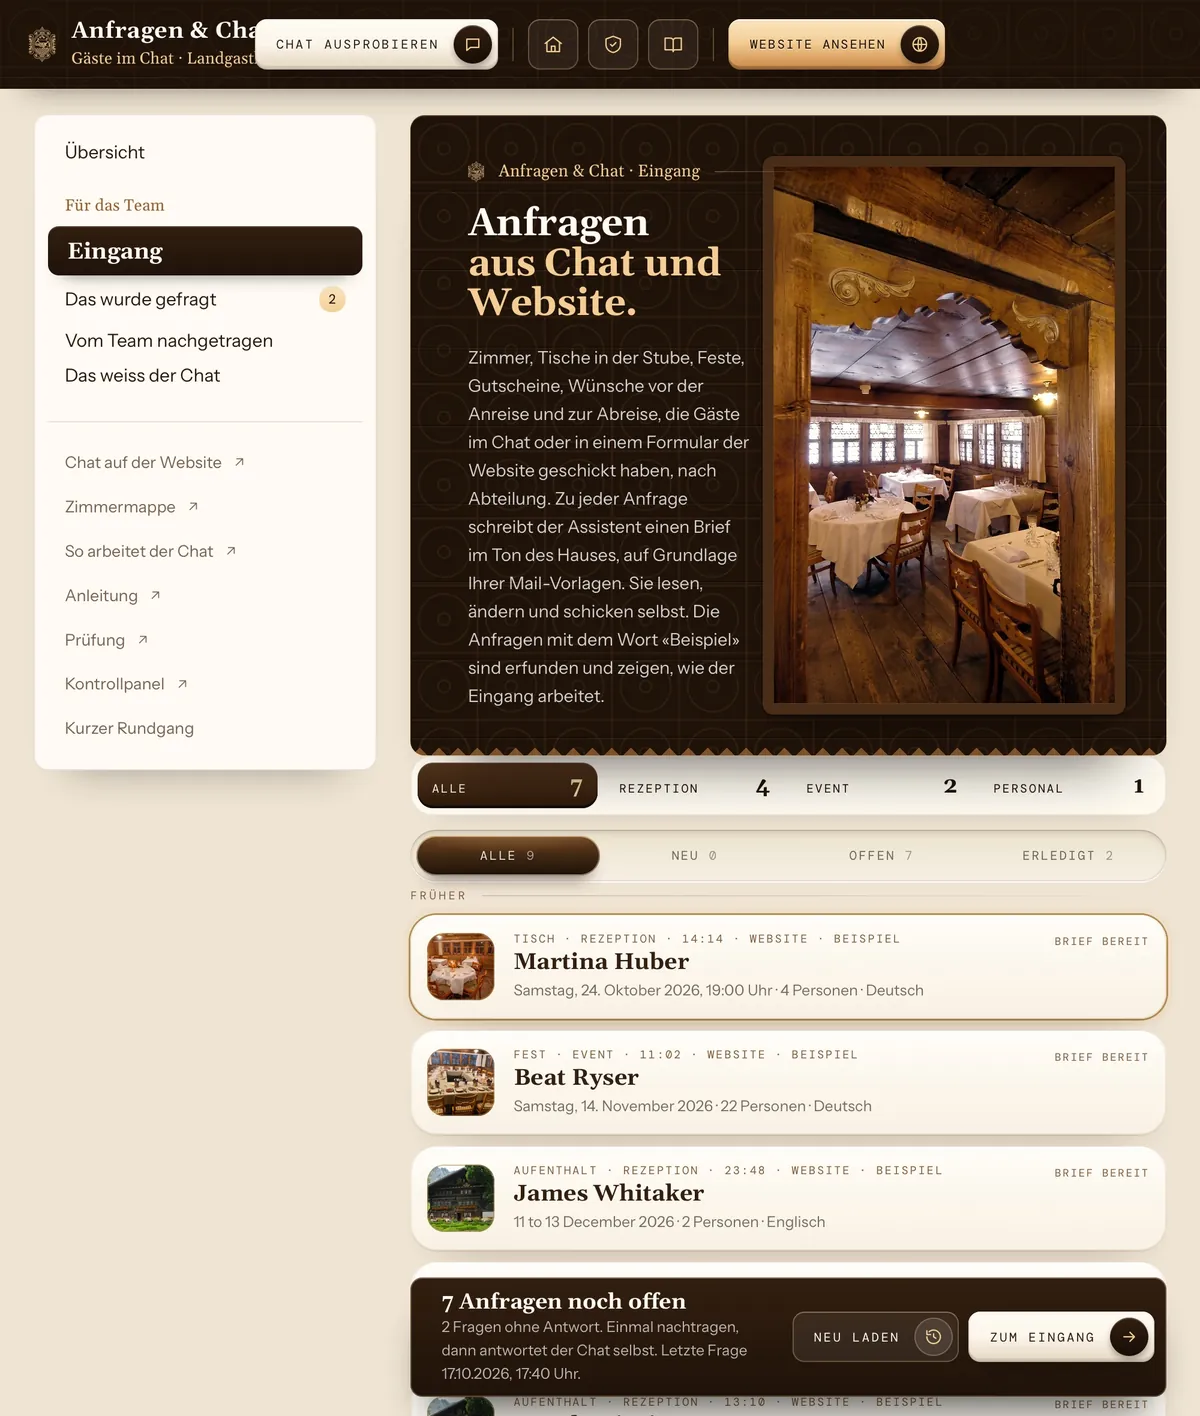 Anfragen & Cha
Gäste im Chat · Landgast
CHAT AUSPROBIEREN
WEBSITE ANSEHEN
Übersicht
Für das Team
Eingang
Das wurde gefragt 2
Vom Team nachgetragen
Das weiss der Chat
Chat auf der Website
Zimmermappe
So arbeitet der Chat
Anleitung
Prüfung
Kontrollpanel
Kurzer Rundgang
Anfragen & Chat · Eingang
Anfragen
aus Chat und
Website.
Zimmer, Tische in der Stube, Feste,
Gutscheine, Wünsche vor der
Anreise und zur Abreise, die Gäste
im Chat oder in einem Formular der
Website geschickt haben, nach
Abteilung. Zu jeder Anfrage
schreibt der Assistent einen Brief
im Ton des Hauses, auf Grundlage
Ihrer Mail-Vorlagen. Sie lesen,
ändern und schicken selbst. Die
Anfragen mit dem Wort «Beispiel»
sind erfunden und zeigen, wie der
Eingang arbeitet.
ALLE 7 REZEPTION 4 EVENT 2 PERSONAL 1
ALLE 9 NEU 0 OFFEN 7 ERLEDIGT 2
FRÜHER
TISCH · REZEPTION · 14:14 · WEBSITE · BEISPIEL
BRIEF BEREIT
Martina Huber
Samstag, 24. Oktober 2026, 19:00 Uhr · 4 Personen · Deutsch
FEST · EVENT · 11:02 · WEBSITE · BEISPIEL
BRIEF BEREIT
Beat Ryser
Samstag, 14. November 2026 · 22 Personen · Deutsch
AUFENTHALT · REZEPTION · 23:48 · WEBSITE · BEISPIEL
BRIEF BEREIT
James Whitaker
11 to 13 December 2026 · 2 Personen · Englisch
7 Anfragen noch offen
2 Fragen ohne Antwort. Einmal nachtragen,
dann antwortet der Chat selbst. Letzte Frage
17.10.2026, 17:40 Uhr.
NEU LADEN
ZUM EINGANG
AUFENTHALT · REZEPTION · 13:10 · WEBSITE · BEISPIEL
BRIEF BEREIT